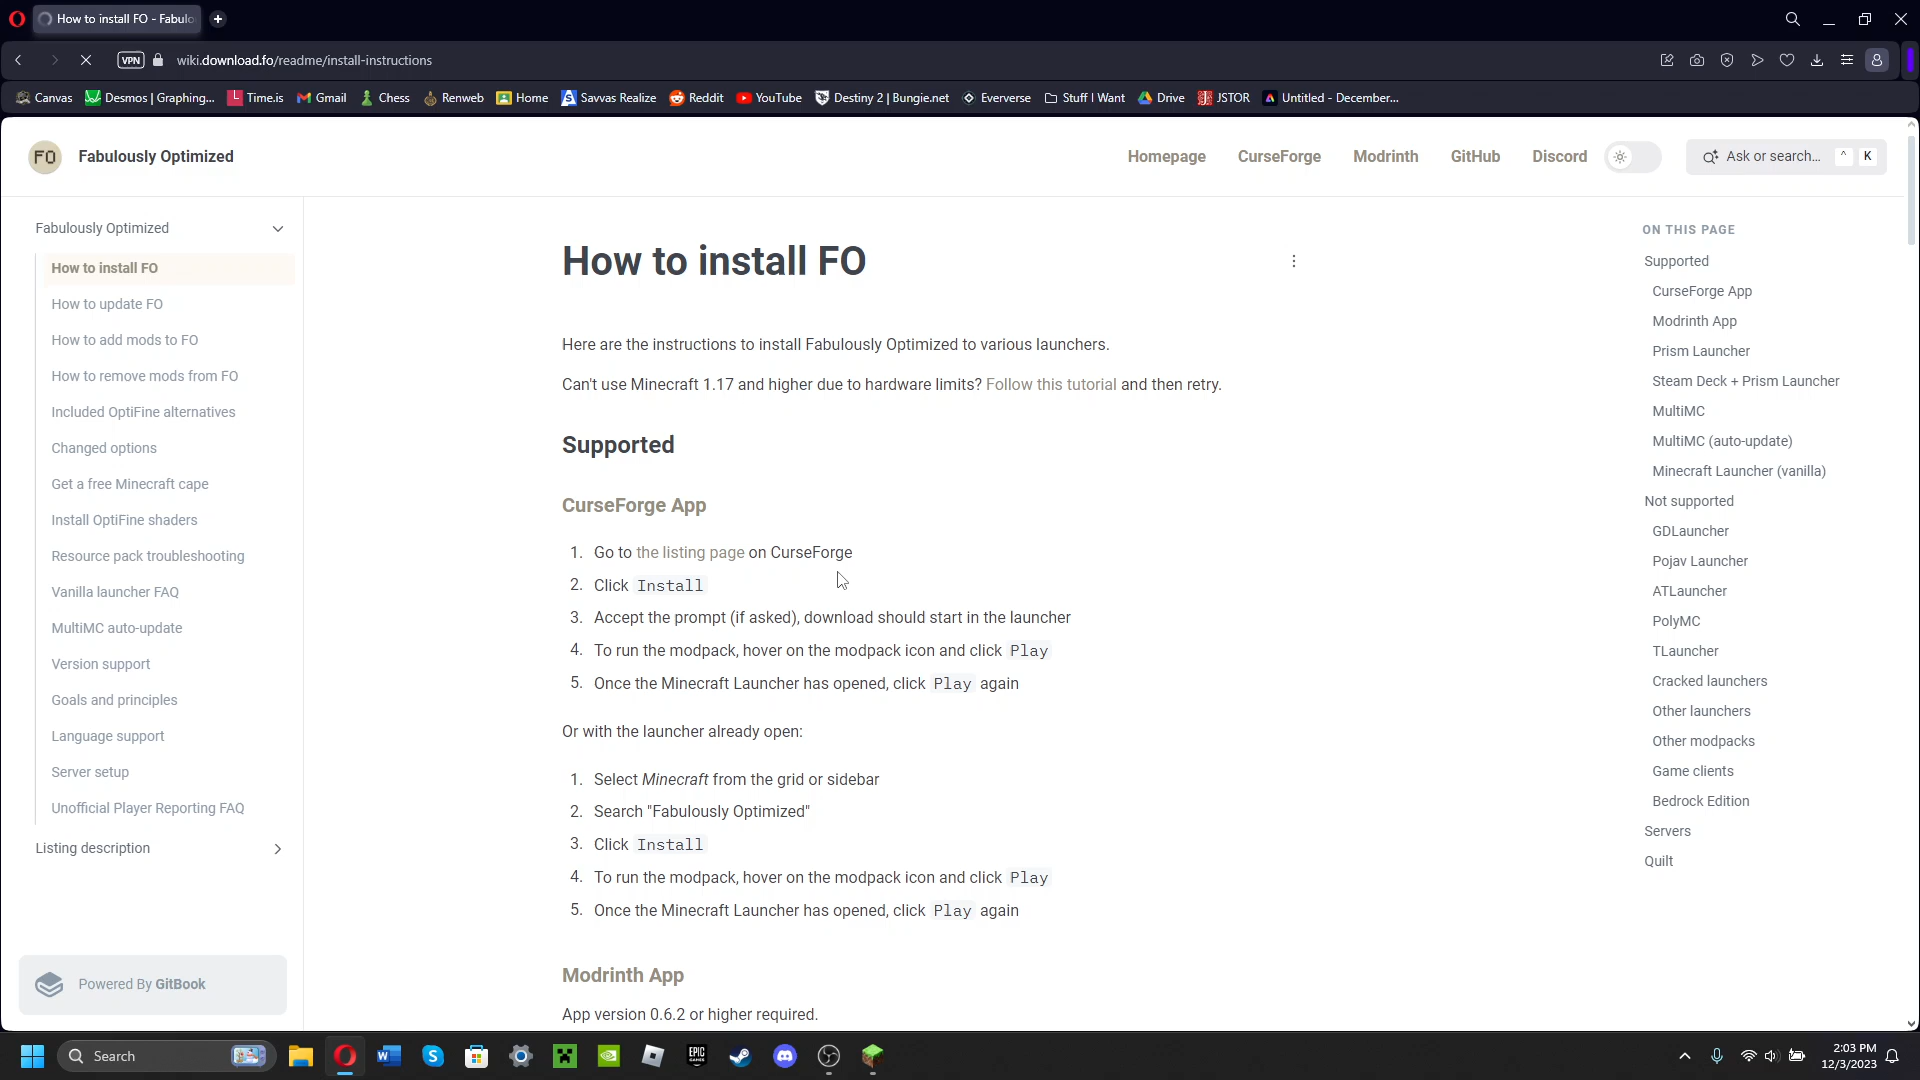 How to install FO - Fabulo
VPN
wiki.download.fo/readme/install-instructions
Canvas
Desmos | Graphing...
Time.is
Gmail
Chess
Renweb
Home
Savvas Realize
Reddit
YouTube
Destiny 2 | Bungie.net
Eververse
Stuff I Want
Drive
JSTOR
Untitled - December...
FO
Fabulously Optimized
Homepage
CurseForge
Modrinth
GitHub
Discord
Ask or search...
^
K
Fabulously Optimized
How to install FO
How to update FO
How to add mods to FO
How to remove mods from FO
Included OptiFine alternatives
Changed options
Get a free Minecraft cape
Install OptiFine shaders
Resource pack troubleshooting
Vanilla launcher FAQ
MultiMC auto-update
Version support
Goals and principles
Language support
Server setup
Unofficial Player Reporting FAQ
Listing description
Powered By GitBook
How to install FO
Here are the instructions to install Fabulously Optimized to various launchers.
Can't use Minecraft 1.17 and higher due to hardware limits? Follow this tutorial and then retry.
Supported
CurseForge App
1. Go to the listing page on CurseForge
2. Click Install
3. Accept the prompt (if asked), download should start in the launcher
4. To run the modpack, hover on the modpack icon and click Play
5. Once the Minecraft Launcher has opened, click Play again
Or with the launcher already open:
1. Select Minecraft from the grid or sidebar
2. Search "Fabulously Optimized"
3. Click Install
4. To run the modpack, hover on the modpack icon and click Play
5. Once the Minecraft Launcher has opened, click Play again
Modrinth App
App version 0.6.2 or higher required.
ON THIS PAGE
Supported
CurseForge App
Modrinth App
Prism Launcher
Steam Deck + Prism Launcher
MultiMC
MultiMC (auto-update)
Minecraft Launcher (vanilla)
Not supported
GDLauncher
Pojav Launcher
ATLauncher
PolyMC
TLauncher
Cracked launchers
Other launchers
Other modpacks
Game clients
Bedrock Edition
Servers
Quilt
Search
EPIC
GAMES
2:03 PM
12/3/2023